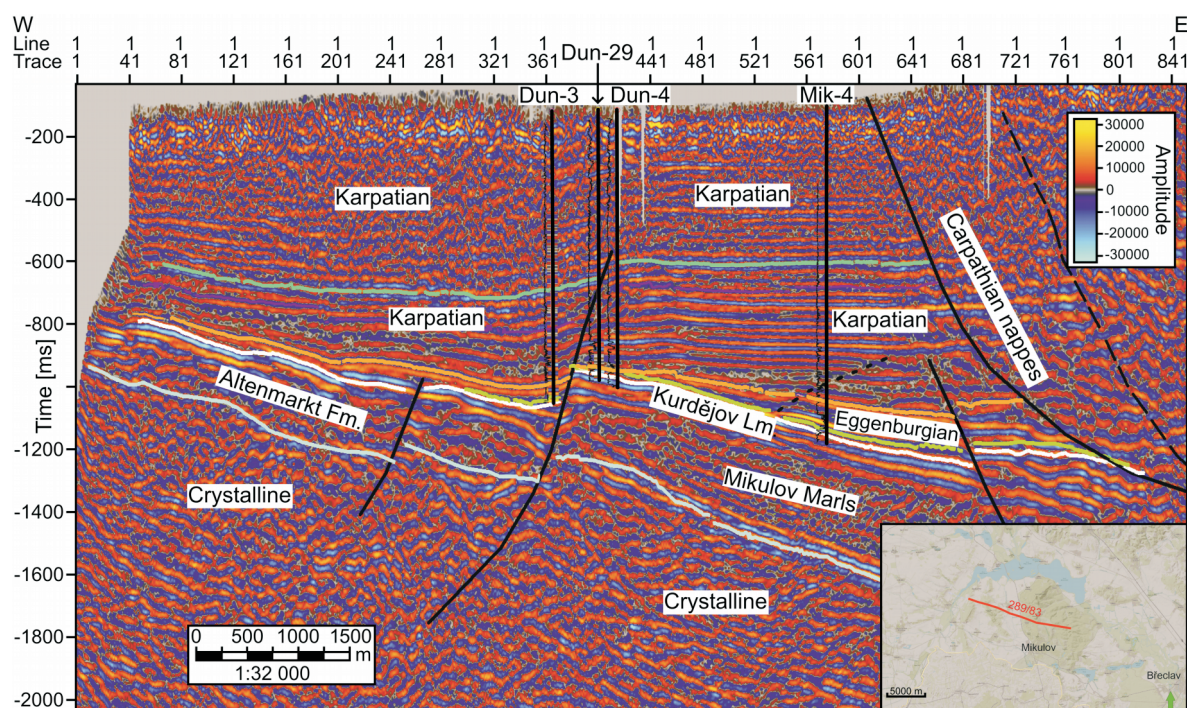 W E
Line 1 1 1 1 1 1 1 1 1 1 1 1 1 1 1 1 1 1 1 1 1
Trace 1 41 81 121 161 201 241 281 321 361 441 481 521 561 601 641 681 721 761 801 841
Dun-29
Dun-3 Dun-4 Mik-4
-200
-400
-600
-800
-1000
-1200
-1400
-1600
-1800
-2000
Time [ms]
30000
20000
10000
0
-10000
-20000
-30000
Amplitude
Karpatian
Karpatian
Karpatian
Karpatian
Carpathian nappes
Altenmarkt Fm.
Kurdějov Lm
Eggenburgian
Mikulov Marls
Crystalline
Crystalline
0 500 1000 1500
m
1:32 000
289/83
Mikulov
Břeclav
5000 m